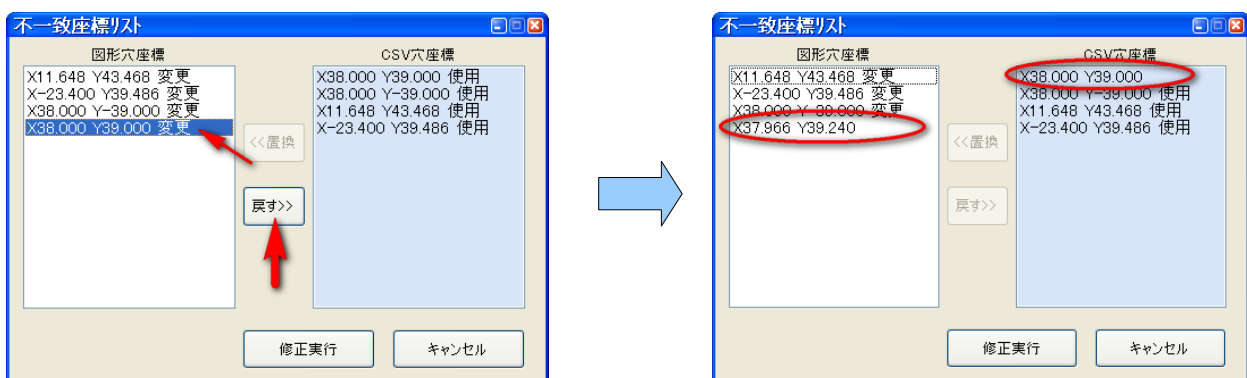 不一致座標リスト
図形穴座標
CSV穴座標
X11.648 Y43.468 変更
X-23.400 Y39.486 変更
X38.000 Y-39.000 変更
X38.000 Y39.000 変更
<<置換
戻す>>
X38.000 Y39.000 使用
X38.000 Y-39.000 使用
X11.648 Y43.468 使用
X-23.400 Y39.486 使用
修正実行
キャンセル
不一致座標リスト
図形穴座標
CSV穴座標
X11.648 Y43.468 変更
X-23.400 Y39.486 変更
X38.000 Y-39.000 変更
X37.966 Y39.240
<<置換
戻す>>
X38.000 Y39.000
X38.000 Y-39.000 使用
X11.648 Y43.468 使用
X-23.400 Y39.486 使用
修正実行
キャンセル